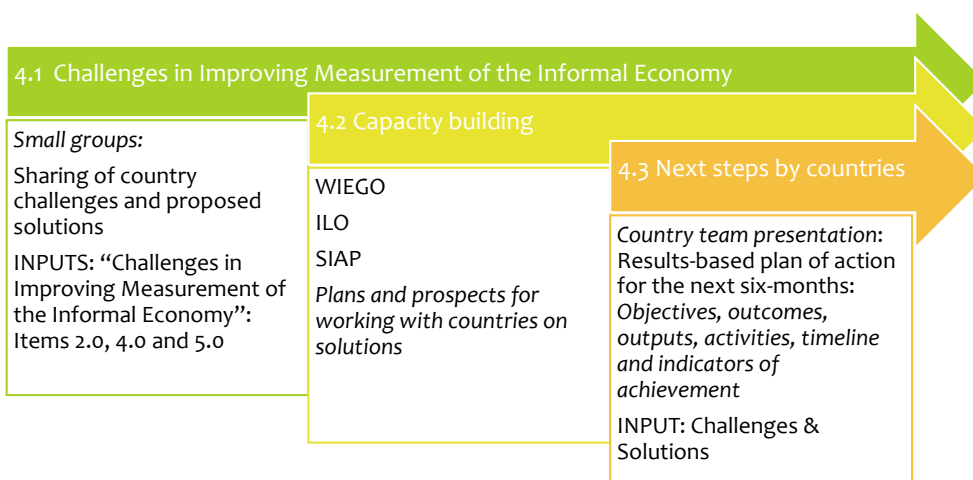 4.1 Challenges in Improving Measurement of the Informal Economy
Small groups:
Sharing of country
challenges and proposed
solutions
INPUTS: “Challenges in
Improving Measurement of
the Informal Economy”:
Items 2.0, 4.0 and 5.0
4.2 Capacity building
WIEGO
ILO
SIAP
Plans and prospects for
working with countries on
solutions
4.3 Next steps by countries
Country team presentation:
Results-based plan of action
for the next six-months:
Objectives, outcomes,
outputs, activities, timeline
and indicators of
achievement
INPUT: Challenges &
Solutions